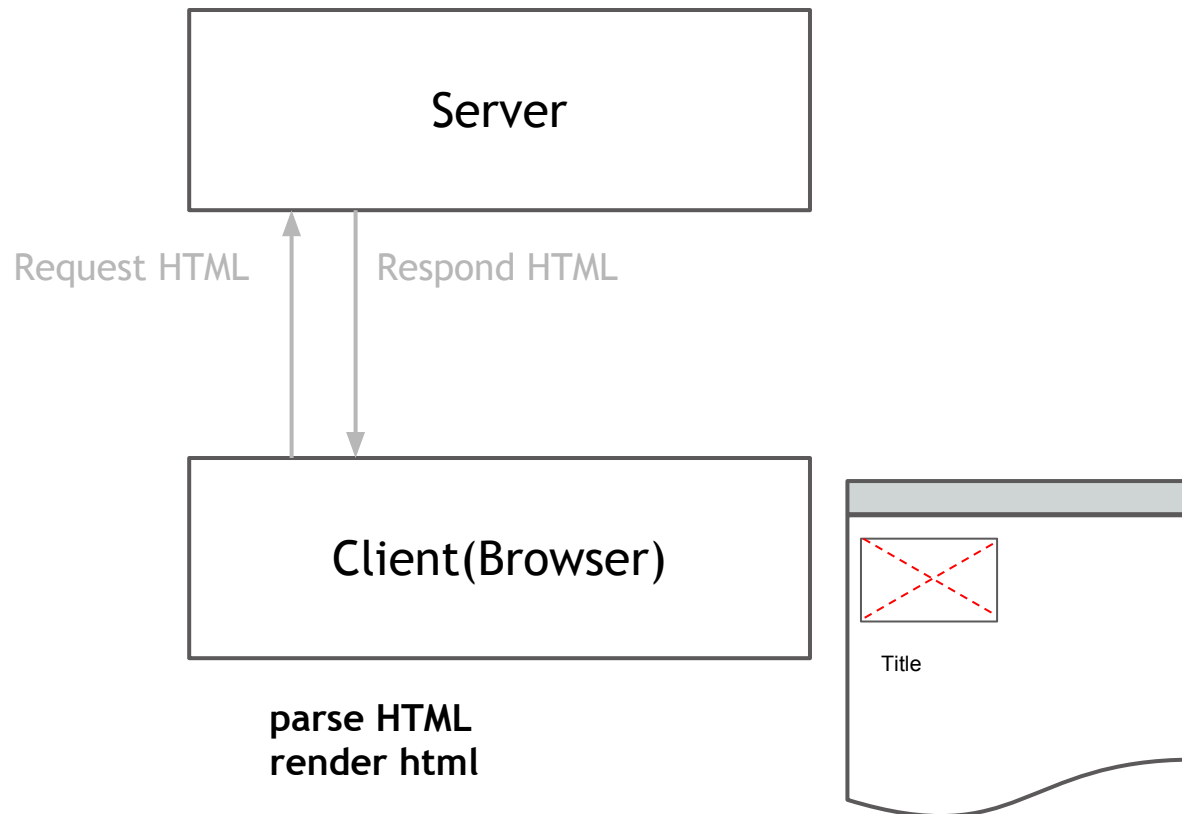 Server
Request HTML
Respond HTML
Client(Browser)
Title
parse HTML
render html